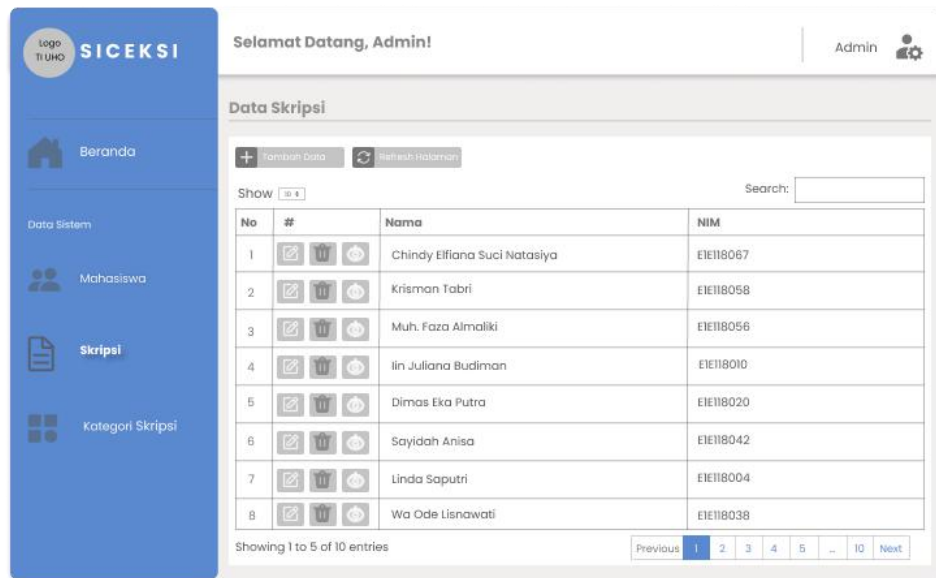 Logo
TI UHO
SICEKSI
Selamat Datang, Admin!
Admin
Data Skripsi
Beranda
Tambah Data
Refresh Halaman
Show 10
Search:
No # Nama NIM
Data Sistem
1 Chindy Elfiana Suci Natasiya E1E118067
Mahasiswa
2 Krisman Tabri E1E118058
3 Muh. Faza Almaliki E1E118056
Skripsi
4 Iin Juliana Budiman E1E118010
5 Dimas Eka Putra E1E118020
Kategori Skripsi
6 Sayidah Anisa E1E118042
7 Linda Saputri E1E118004
8 Wa Ode Lisnawati E1E118038
Showing 1 to 5 of 10 entries
Previous 1 2 3 4 5 ... 10 Next